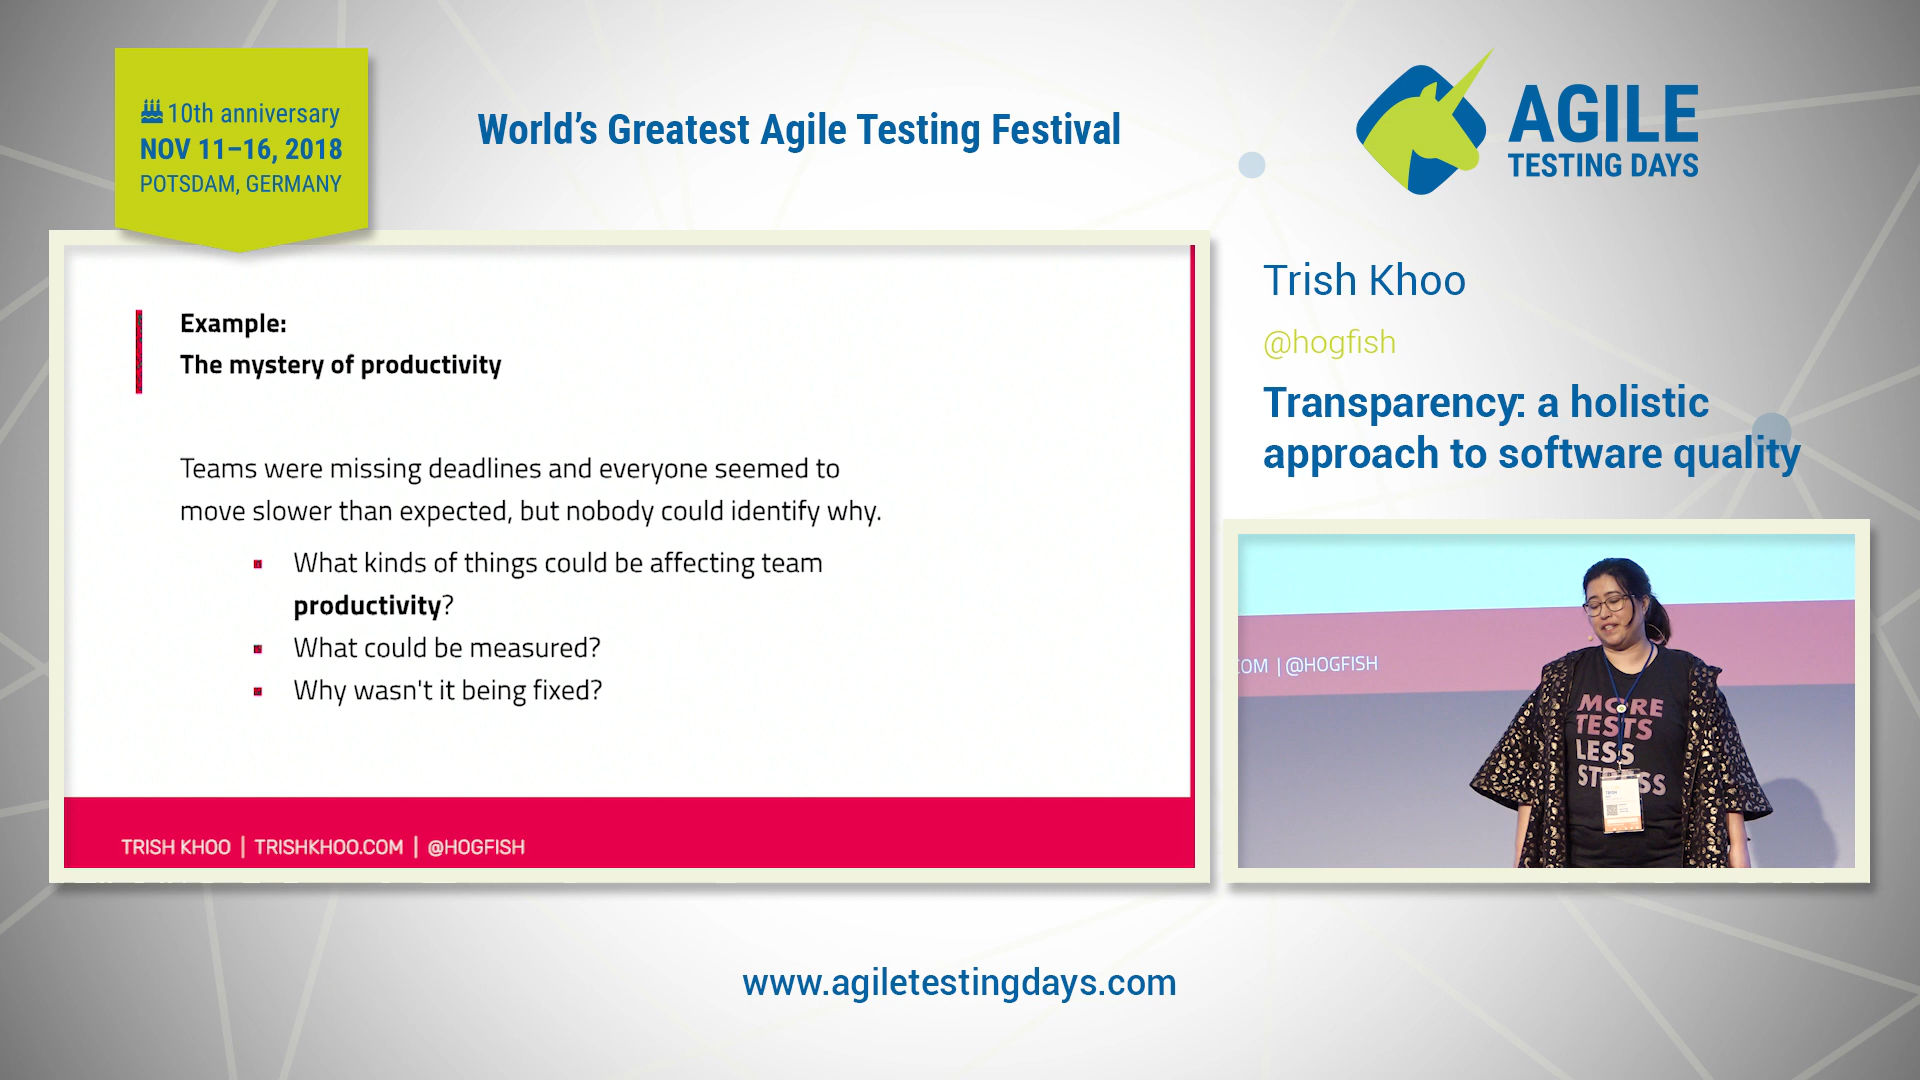 10th anniversary
NOV 11–16, 2018
POTSDAM, GERMANY
World's Greatest Agile Testing Festival
AGILE
TESTING DAYS
Example:
The mystery of productivity
Teams were missing deadlines and everyone seemed to
move slower than expected, but nobody could identify why.
▪ What kinds of things could be affecting team
productivity?
▪ What could be measured?
▪ Why wasn't it being fixed?
TRISH KHOO | TRISHKHOO.COM | @HOGFISH
Trish Khoo
@hogfish
Transparency: a holistic
approach to software quality
COM | @HOGFISH
MORE
TESTS
LESS
STRESS
www.agiletestingdays.com